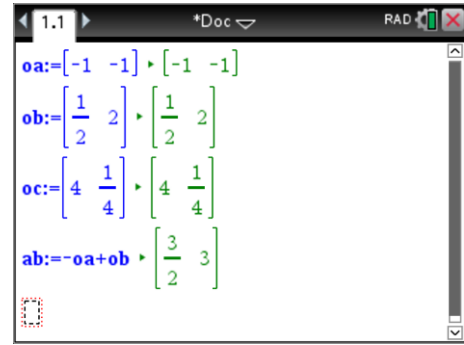 1.1 *Doc RAD
oa:=[-1 -1] ▸ [-1 -1]
ob:=[1/2 2] ▸ [1/2 2]
oc:=[4 1/4] ▸ [4 1/4]
ab:=-oa+ob ▸ [3/2 3]